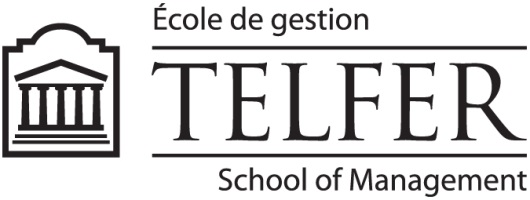 École de gestion
TELFER
School of Management